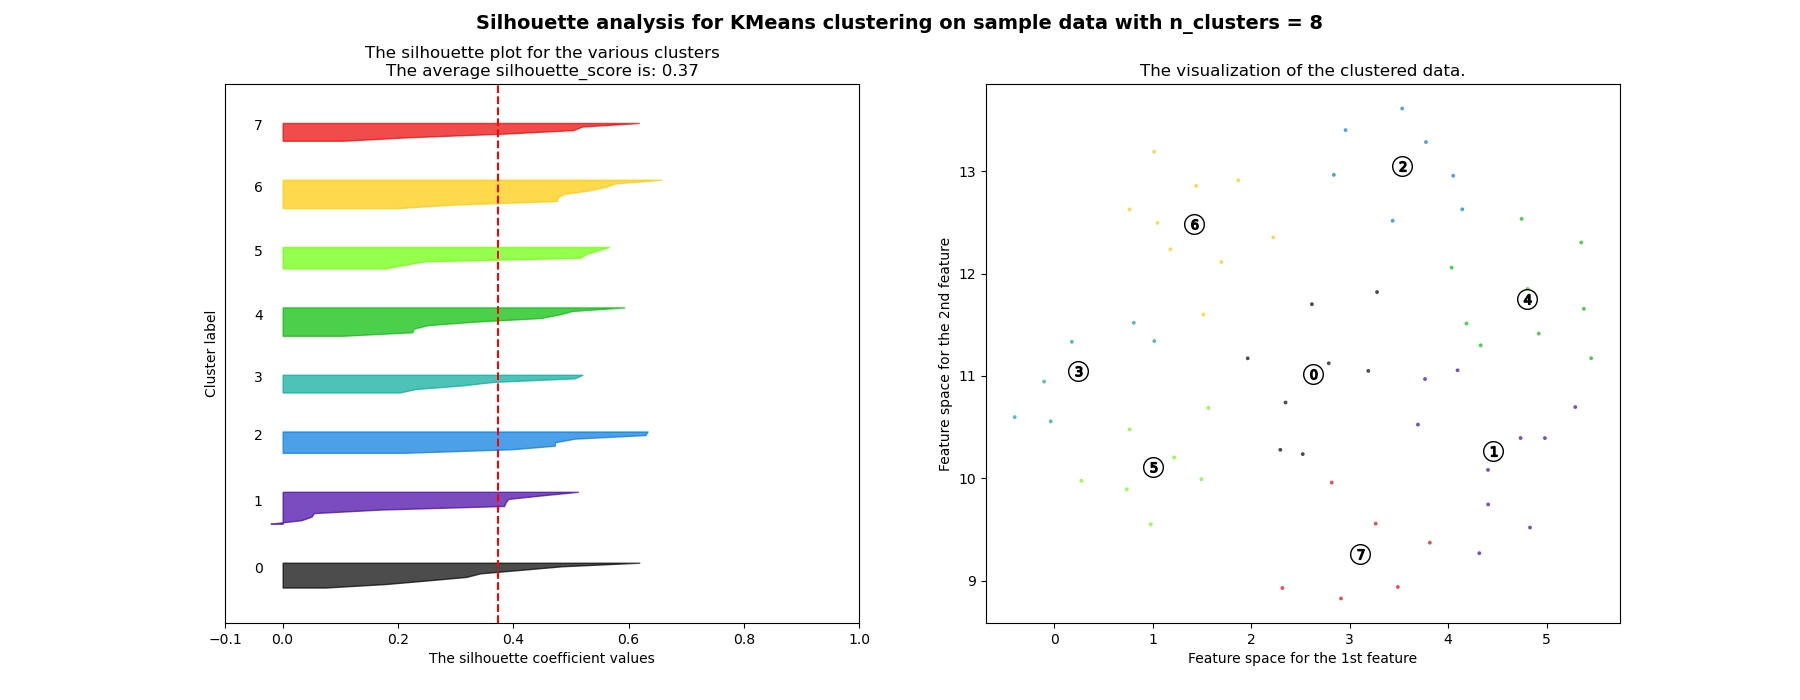 Silhouette analysis for KMeans clustering on sample data with n_clusters = 8
The silhouette plot for the various clusters
The average silhouette_score is: 0.37
7
6
5
4
3
2
1
0
Cluster label
−0.1 0.0 0.2 0.4 0.6 0.8 1.0
The silhouette coefficient values
The visualization of the clustered data.
13
12
11
10
9
Feature space for the 2nd feature
2
6
4
3
0
1
5
7
0 1 2 3 4 5
Feature space for the 1st feature